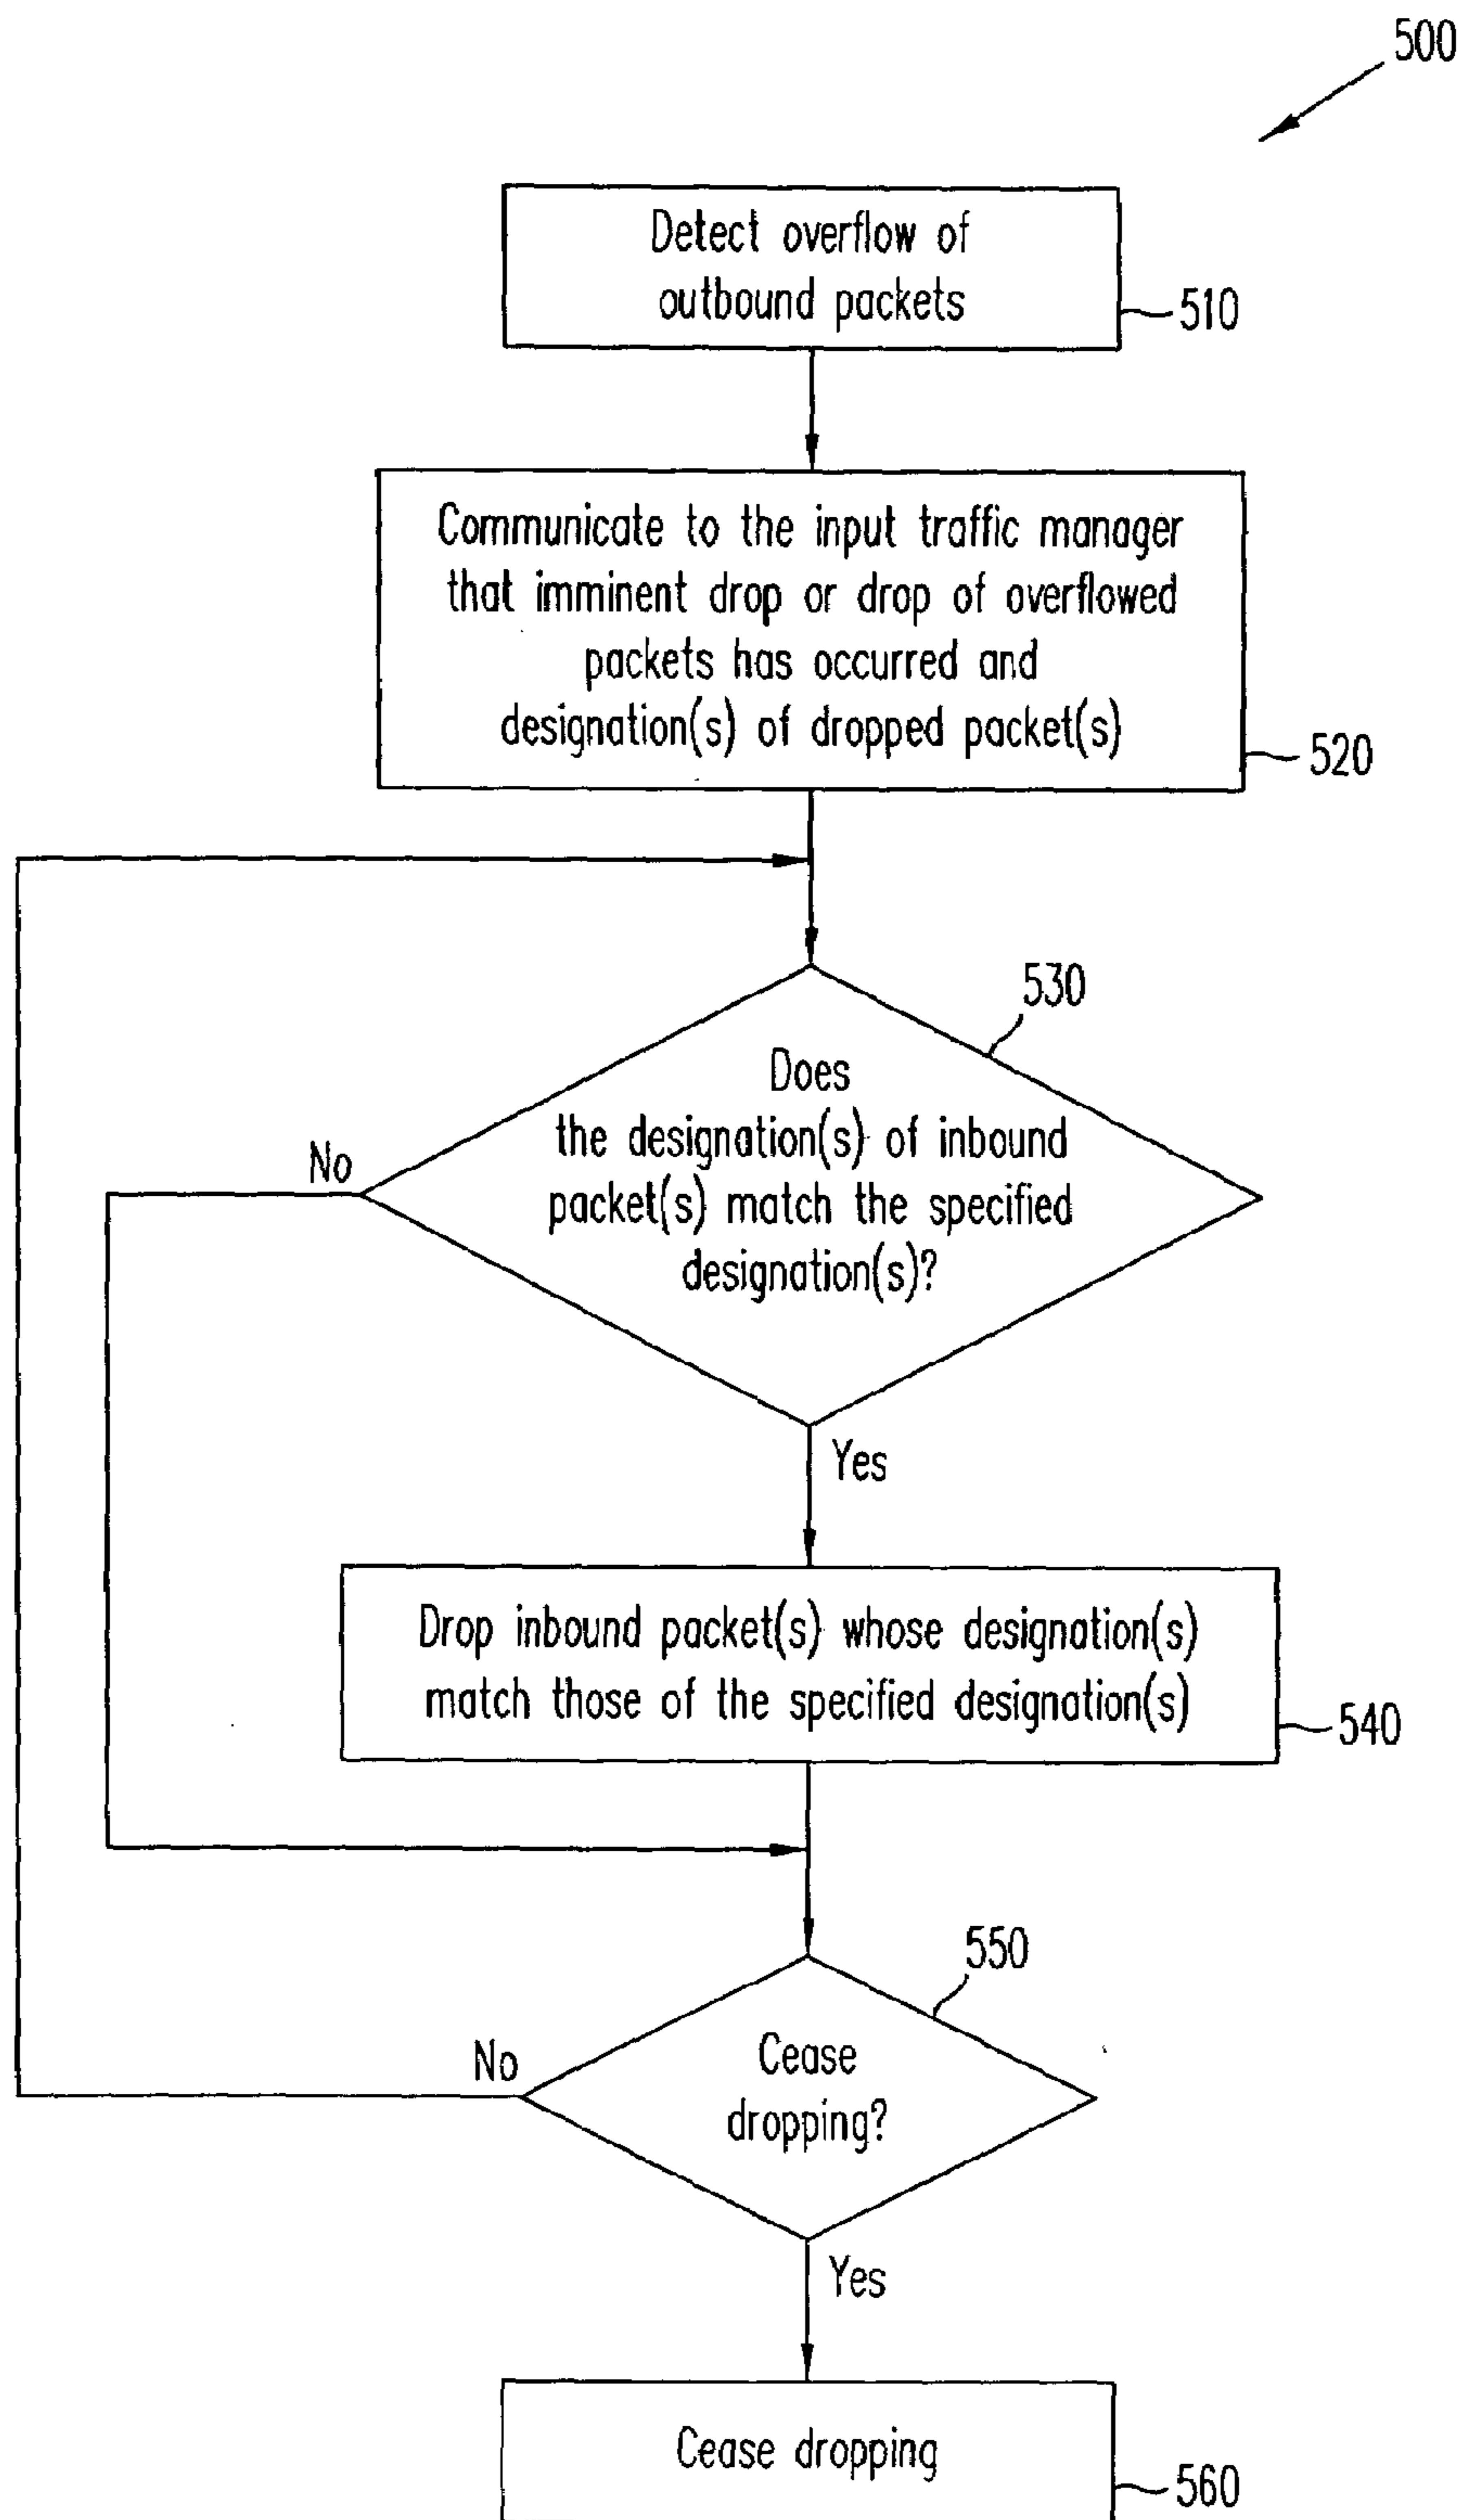 500
Detect overflow of
outbound packets
510
Communicate to the input traffic manager
that imminent drop or drop of overflowed
packets has occurred and
designation(s) of dropped packet(s)
520
530
Does
the designation(s) of inbound
packet(s) match the specified
designation(s)?
No
Yes
Drop inbound packet(s) whose designation(s)
match those of the specified designation(s)
540
550
Cease
dropping?
No
Yes
Cease dropping
560